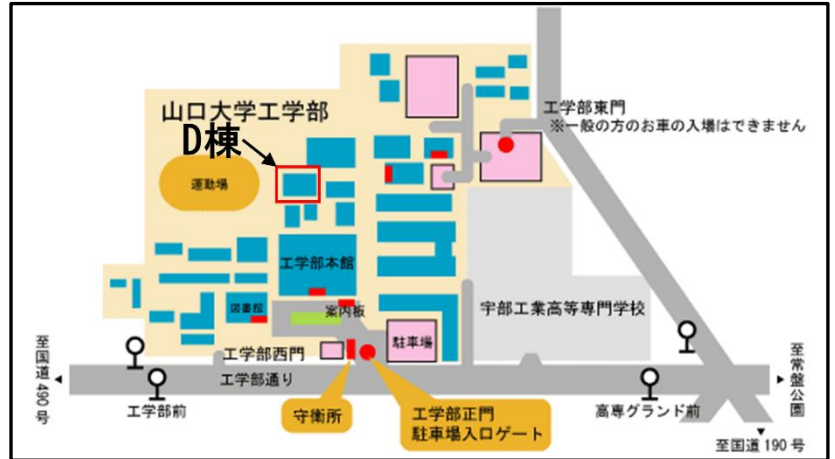 山口大学工学部
D棟
運動場
工学部東門
※一般の方のお車の入場はできません
工学部本館
図書館
案内板
宇部工業高等専門学校
駐車場
工学部西門
工学部通り
至国道490号
工学部前
守衛所
工学部正門
駐車場入口ゲート
高専グランド前
至常盤公園
至国道190号